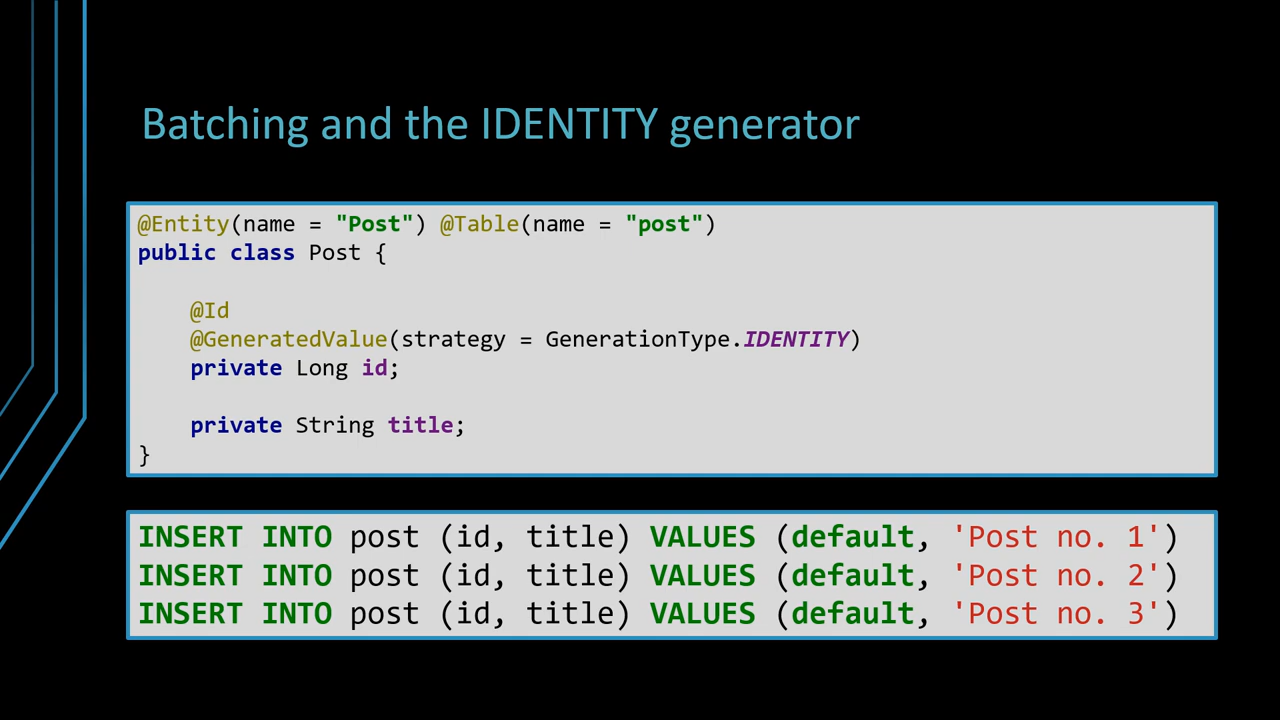 Batching and the IDENTITY generator
@Entity(name = "Post") @Table(name = "post")
public class Post {
    @Id
    @GeneratedValue(strategy = GenerationType.IDENTITY)
    private Long id;
    private String title;
}
INSERT INTO post (id, title) VALUES (default, 'Post no. 1')
INSERT INTO post (id, title) VALUES (default, 'Post no. 2')
INSERT INTO post (id, title) VALUES (default, 'Post no. 3')